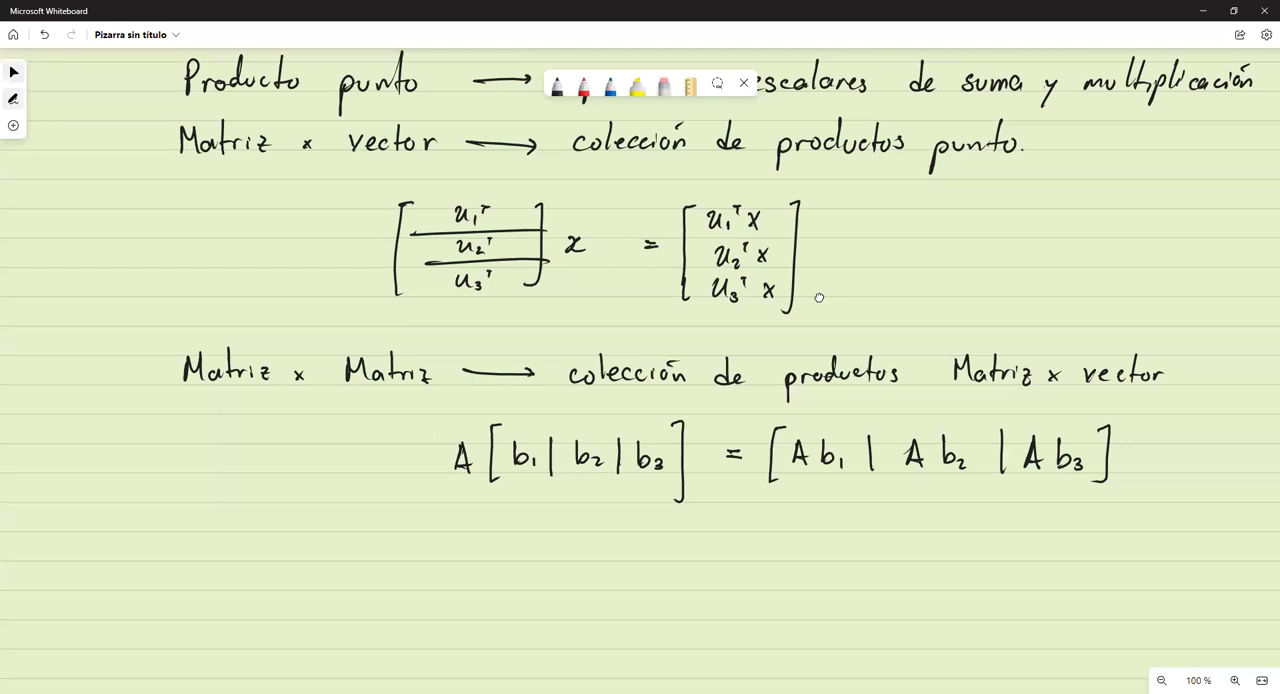 Microsoft Whiteboard
Pizarra sin título
Producto punto → escalares de suma y multiplicación
Matriz × vector → colección de productos punto.
[u₁ᵀ
u₂ᵀ
u₃ᵀ] x = [u₁ᵀ x
u₂ᵀ x
u₃ᵀ x]
Matriz × Matriz → colección de productos Matriz × vector
A [b₁ | b₂ | b₃] = [A b₁ | A b₂ | A b₃]
100 %